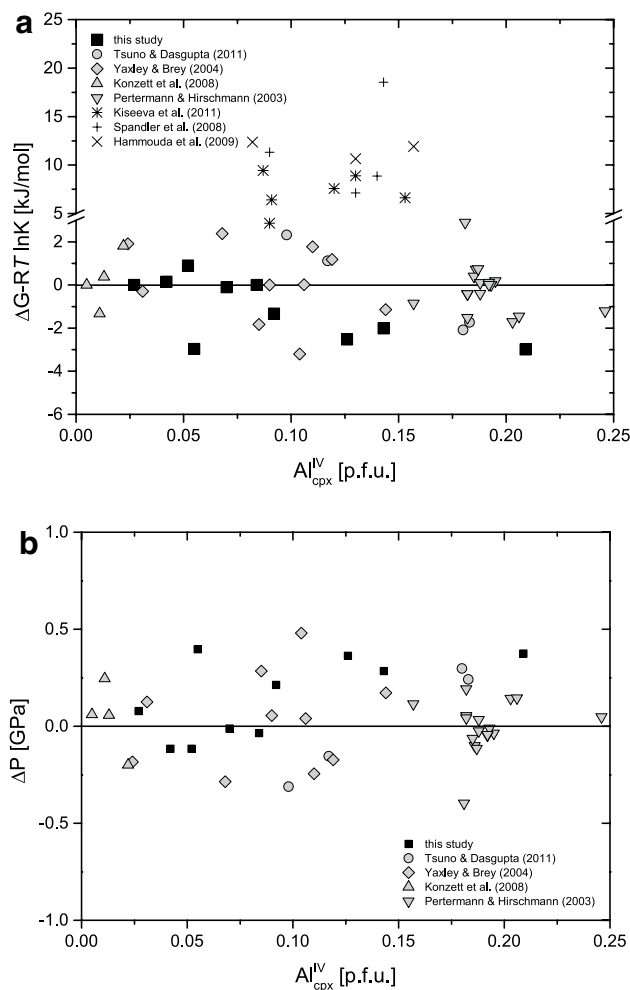 a
this study
Tsuno & Dasgupta (2011)
Yaxley & Brey (2004)
Konzett et al. (2008)
Pertermann & Hirschmann (2003)
Kiseeva et al. (2011)
Spandler et al. (2008)
Hammouda et al. (2009)
ΔG-RT lnK [kJ/mol]
25
20
15
10
5
2
0
-2
-4
-6
0.00 0.05 0.10 0.15 0.20 0.25
Al^IV_cpx [p.f.u.]
b
ΔP [GPa]
1.0
0.5
0.0
-0.5
-1.0
this study
Tsuno & Dasgupta (2011)
Yaxley & Brey (2004)
Konzett et al. (2008)
Pertermann & Hirschmann (2003)
0.00 0.05 0.10 0.15 0.20 0.25
Al^IV_cpx [p.f.u.]